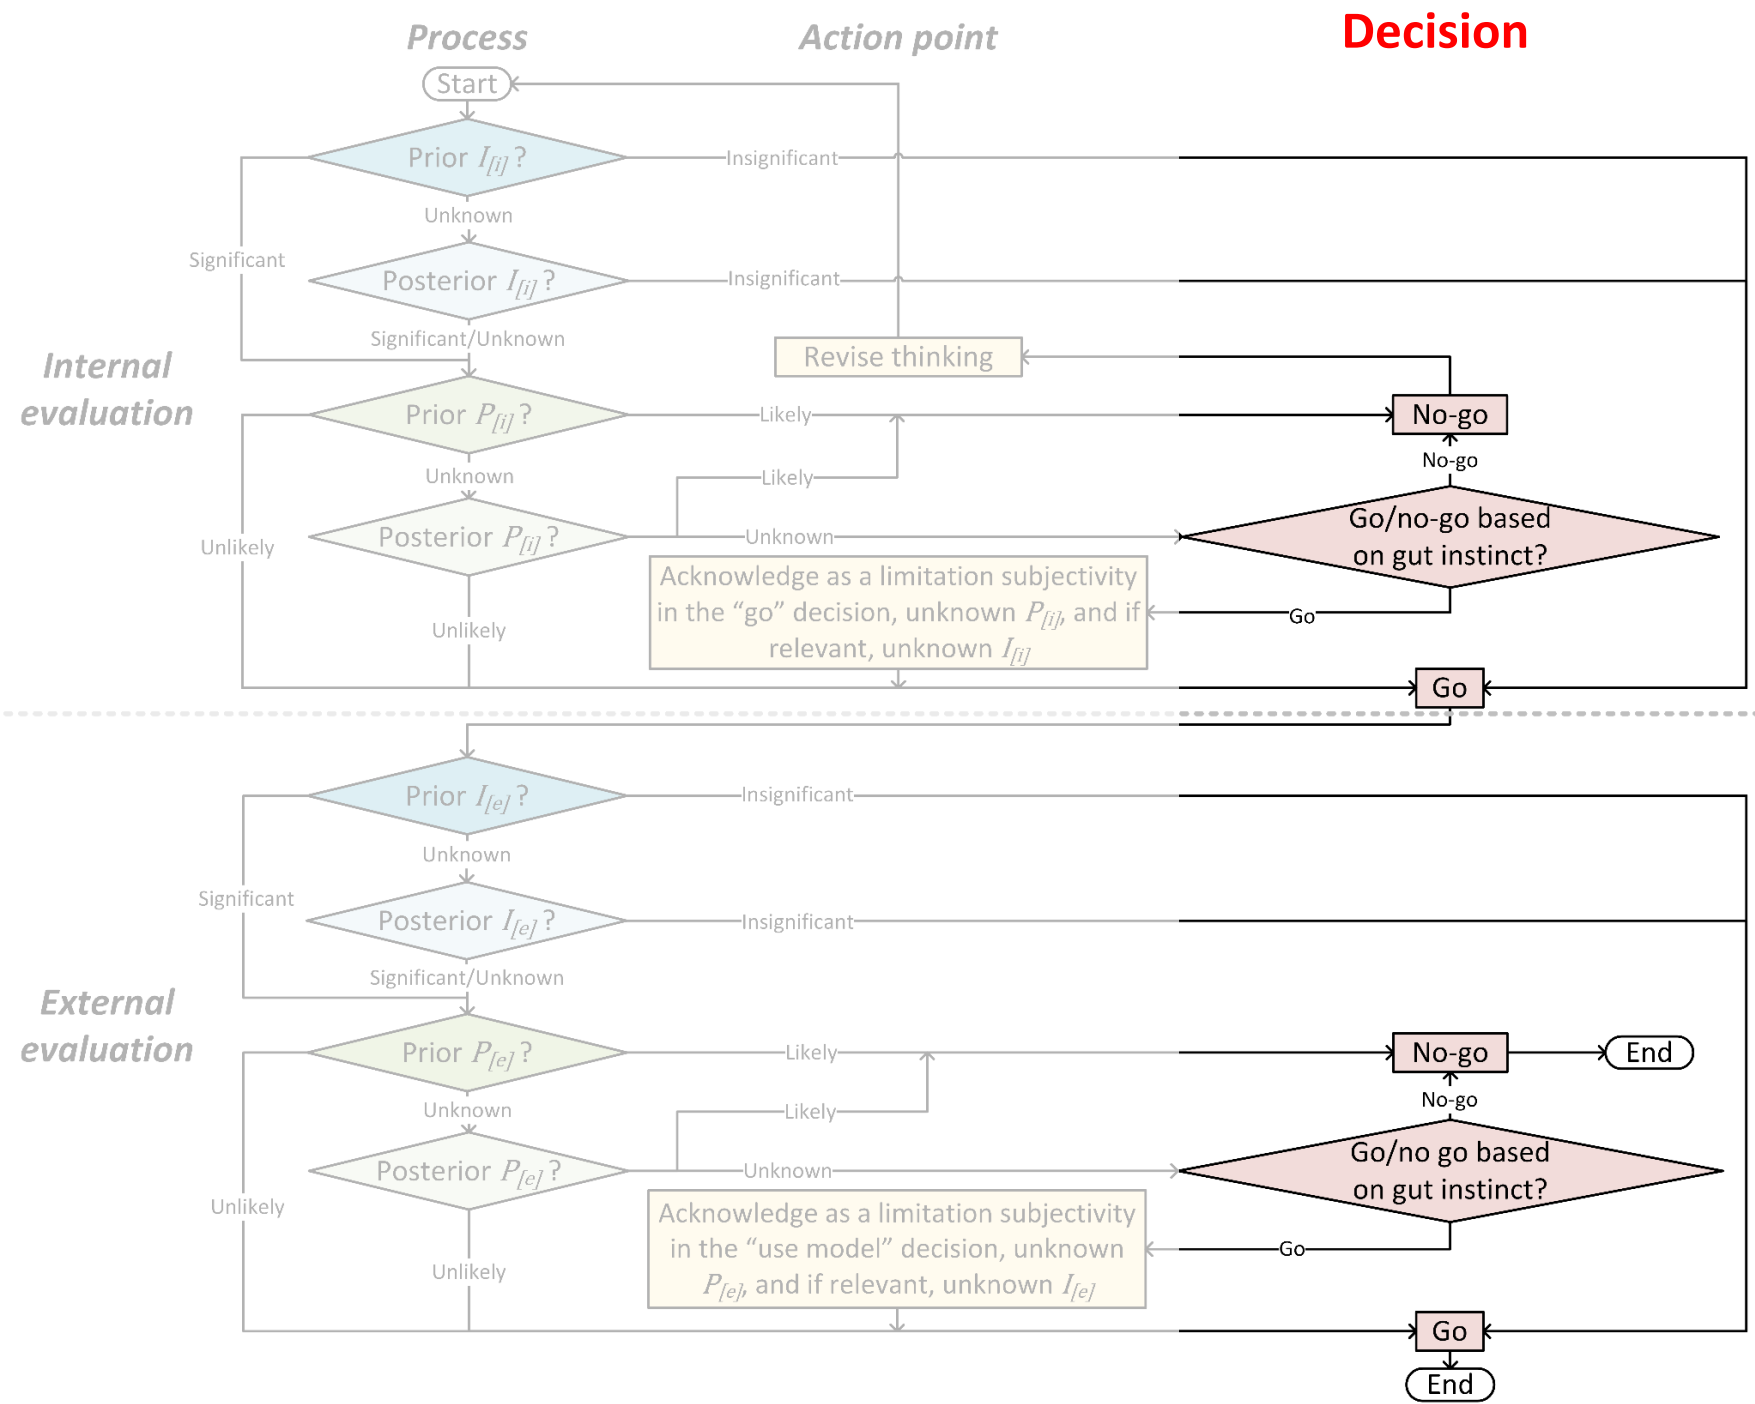 Process
Action point
Decision
Start
Prior I[i] ?
Insignificant
Unknown
Significant
Posterior I[i] ?
Insignificant
Significant/Unknown
Revise thinking
Internal
evaluation
Prior P[i] ?
Likely
No-go
No-go
Unknown
Likely
Unlikely
Posterior P[i] ?
Unknown
Go/no-go based
on gut instinct?
Acknowledge as a limitation subjectivity
in the “go” decision, unknown P[i], and if
relevant, unknown I[i]
Go
Unlikely
Go
Prior I[e] ?
Insignificant
Unknown
Significant
Posterior I[e] ?
Insignificant
Significant/Unknown
External
evaluation
Prior P[e] ?
Likely
No-go
End
No-go
Unknown
Likely
Posterior P[e] ?
Unknown
Go/no go based
on gut instinct?
Unlikely
Acknowledge as a limitation subjectivity
in the “use model” decision, unknown
P[e], and if relevant, unknown I[e]
Go
Unlikely
Go
End